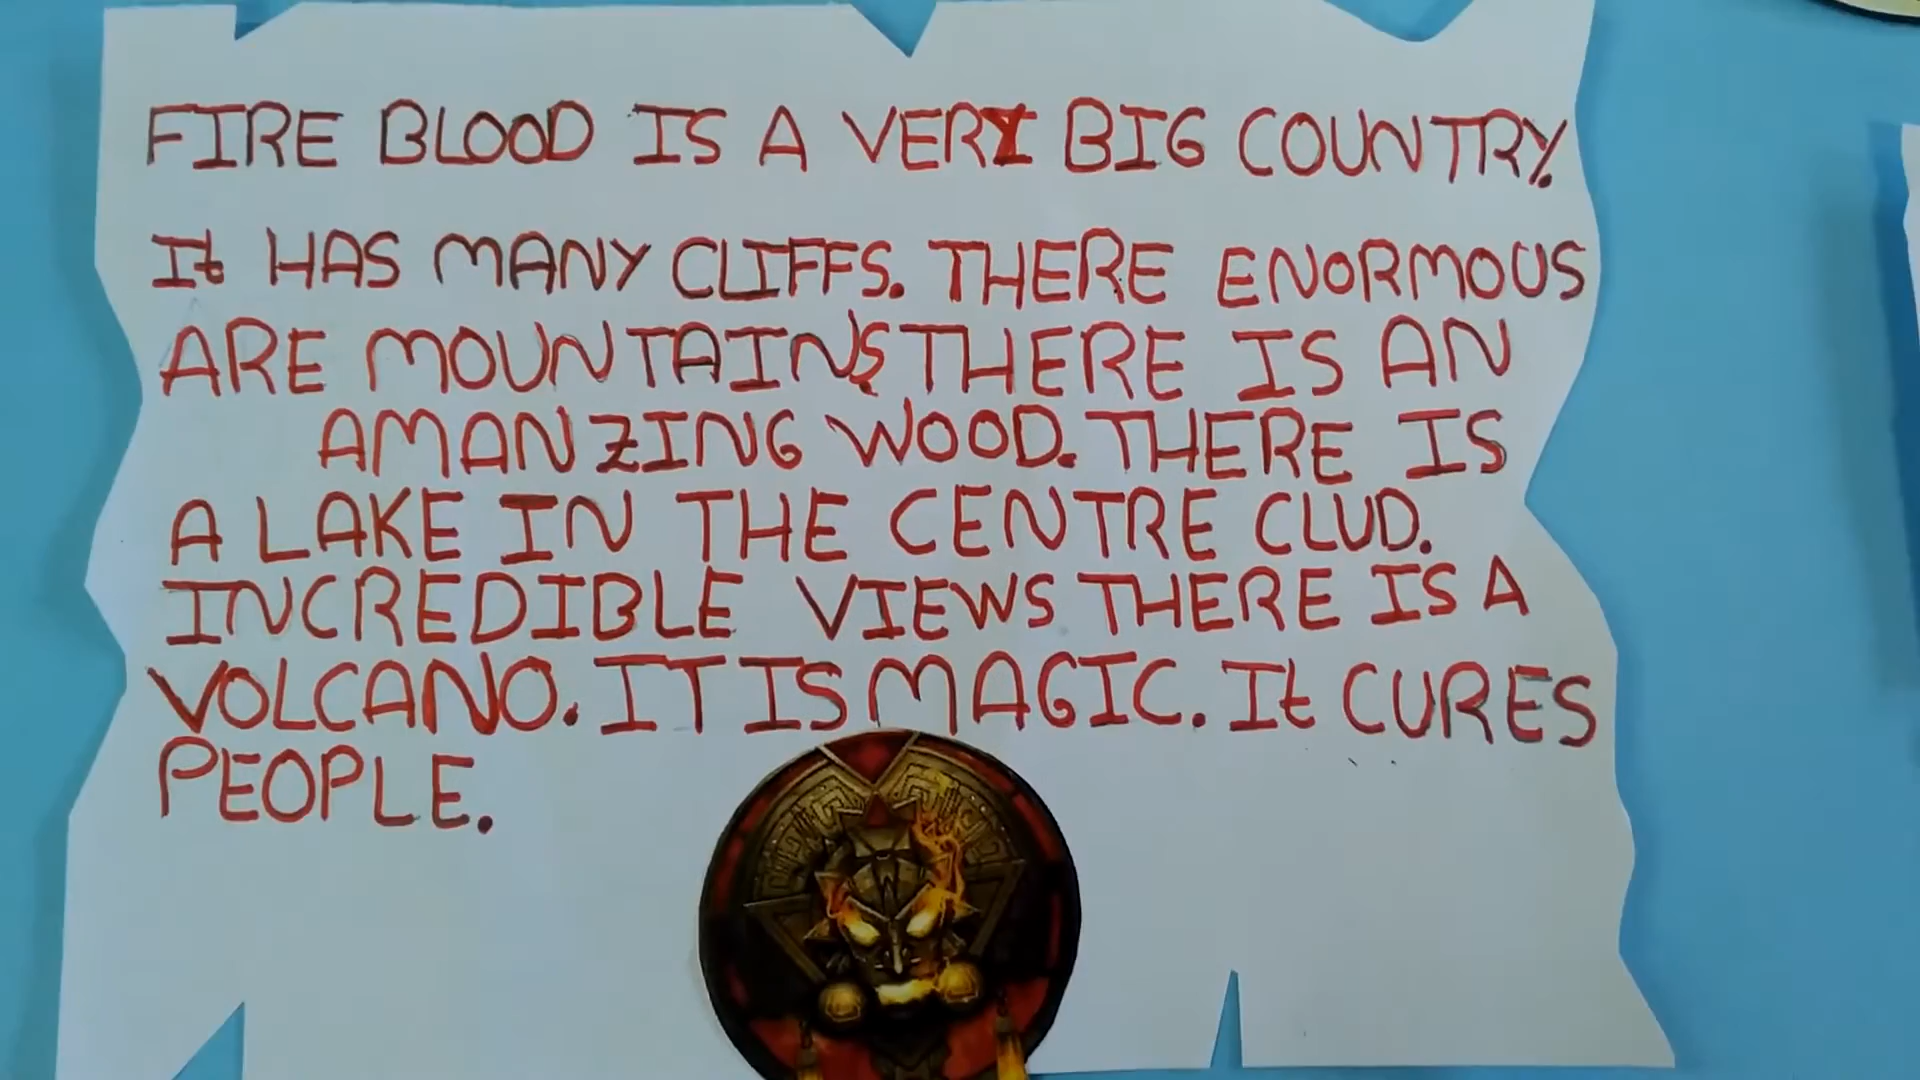 FIRE BLOOD IS A VERY BIG COUNTRY.
It HAS MANY CLIFFS. THERE ENORMOUS
ARE MOUNTAINS. THERE IS AN
AMANZING WOOD. THERE IS
A LAKE IN THE CENTRE CLUD.
INCREDIBLE VIEWS THERE IS A
VOLCANO. IT IS MAGIC. It CURES
PEOPLE.